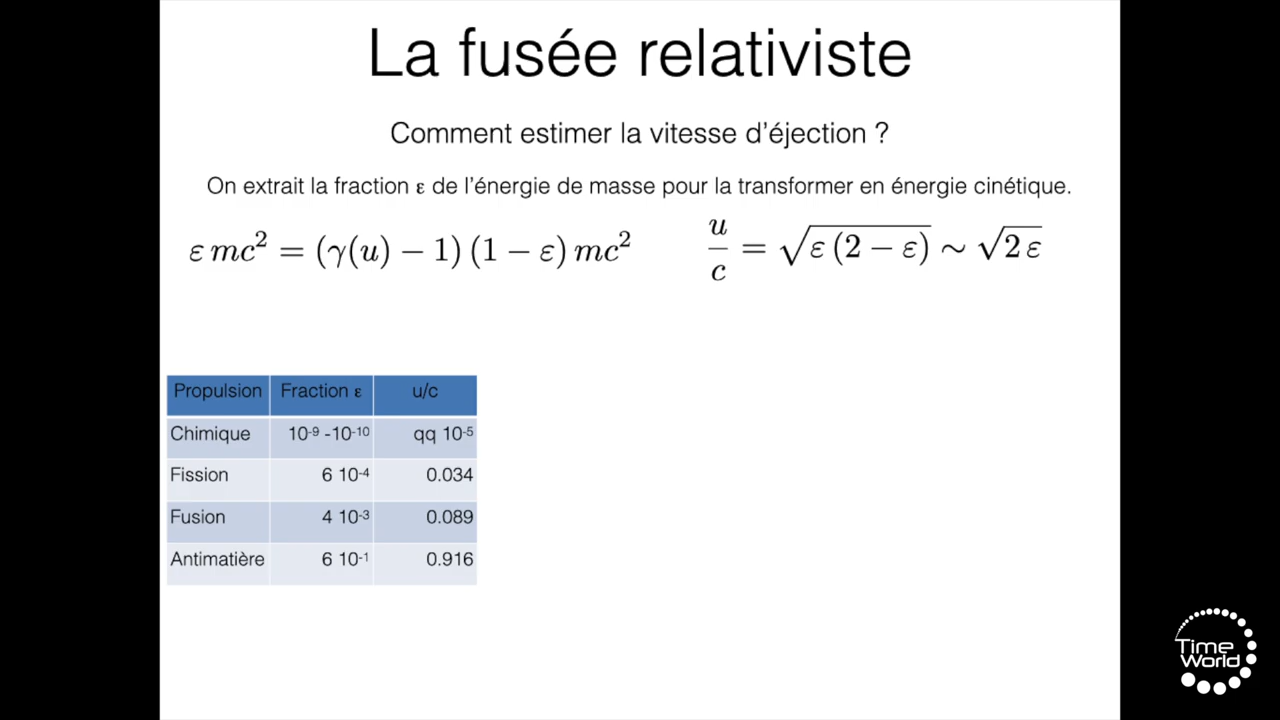 La fusée relativiste
Comment estimer la vitesse d'éjection ?
On extrait la fraction ε de l'énergie de masse pour la transformer en énergie cinétique.
ε mc² = (γ(u) − 1) (1 − ε) mc²
u/c = √(ε (2 − ε)) ∼ √(2 ε)
Propulsion Fraction ε u/c
Chimique 10⁻⁹ -10⁻¹⁰ qq 10⁻⁵
Fission 6 10⁻⁴ 0.034
Fusion 4 10⁻³ 0.089
Antimatière 6 10⁻¹ 0.916
Time
World